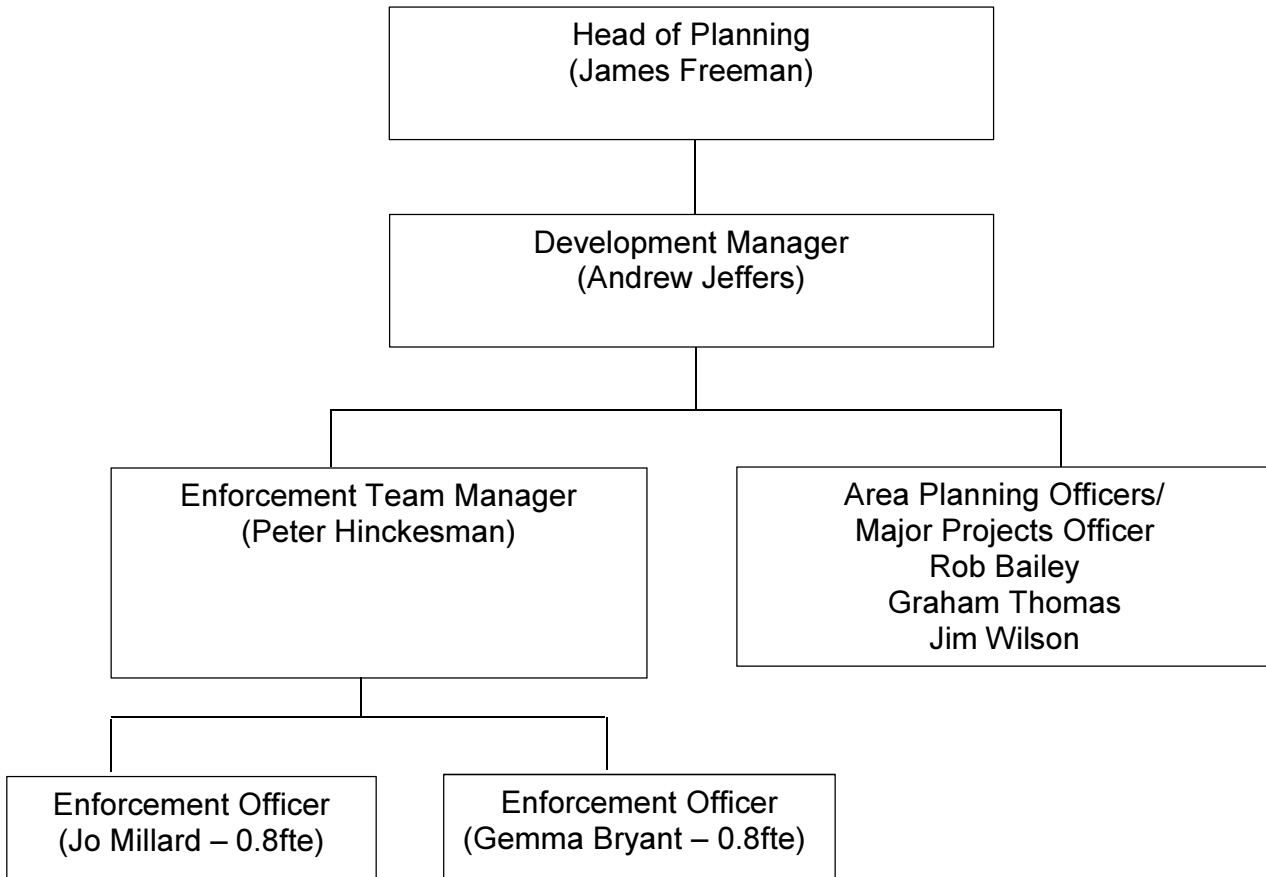 Head of Planning
(James Freeman)
Development Manager
(Andrew Jeffers)
Enforcement Team Manager
(Peter Hinckesman)
Area Planning Officers/
Major Projects Officer
Rob Bailey
Graham Thomas
Jim Wilson
Enforcement Officer
(Jo Millard – 0.8fte)
Enforcement Officer
(Gemma Bryant – 0.8fte)